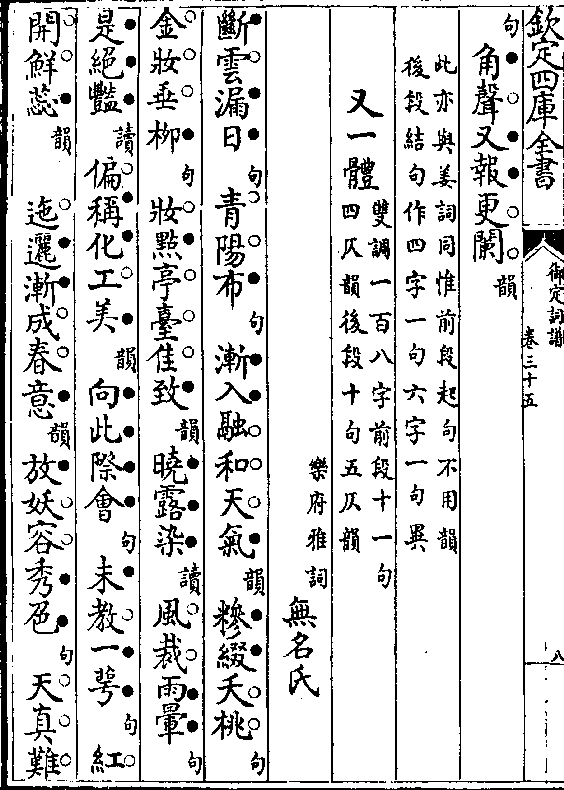 欽定四庫全書
御定詞譜
卷三十五
八
句角聲又報更闌韻
此亦與姜詞同惟前段起句不用韻
後段結句作四字一句六字一句異
又一體
雙調一百八字前段十一句
四仄韻後段十句五仄韻
樂府雅詞 無名氏
斷雲漏日句青陽布句漸入融和天氣韻糝綴夭桃句
金妝垂柳句妝點亭臺佳致韻曉露染讀風裁雨暈句
是絕豔讀偏稱化工美韻向此際會句未教一萼句紅
開鮮蕊韻 迤邐漸成春意韻放妖容秀色句天真難